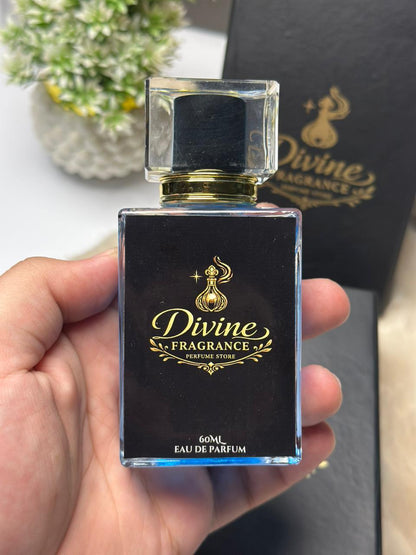 Divine
FRAGRANCE
PERFUME STORE
60ML
EAU DE PARFUM
Divine
FRAGRANCE